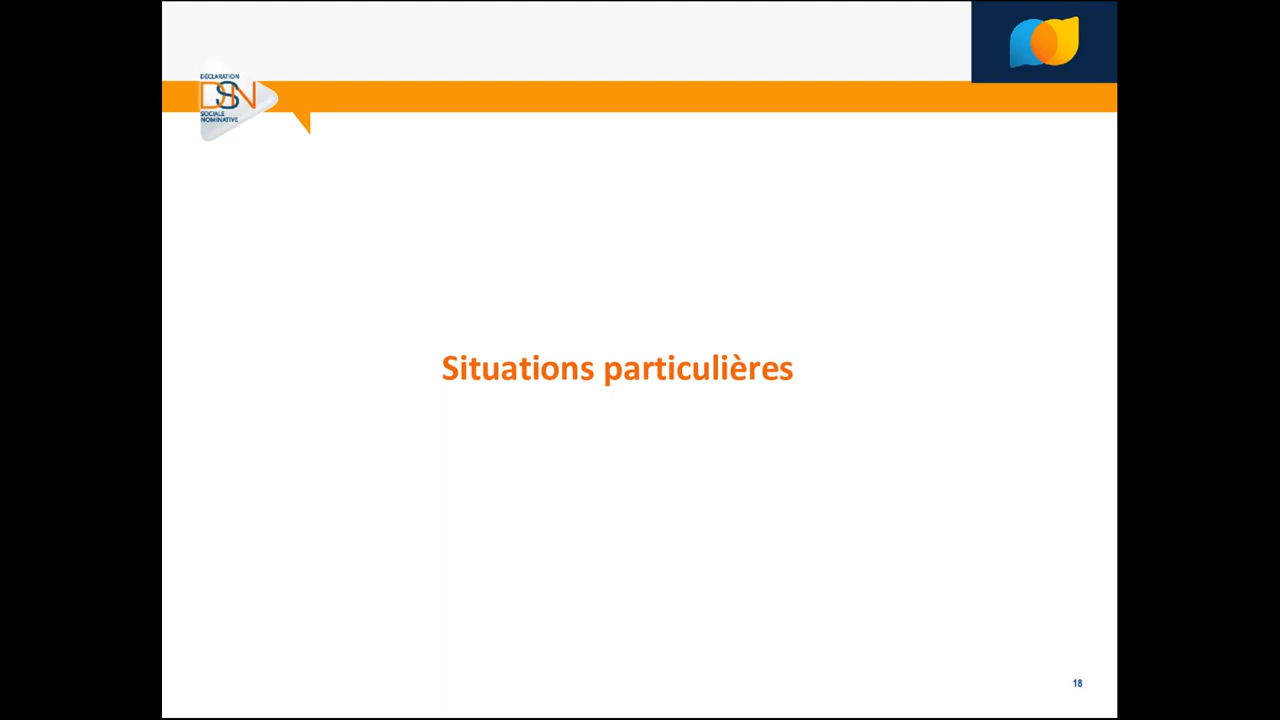 DÉCLARATION
DSN
SOCIALE
NOMINATIVE
Situations particulières
18